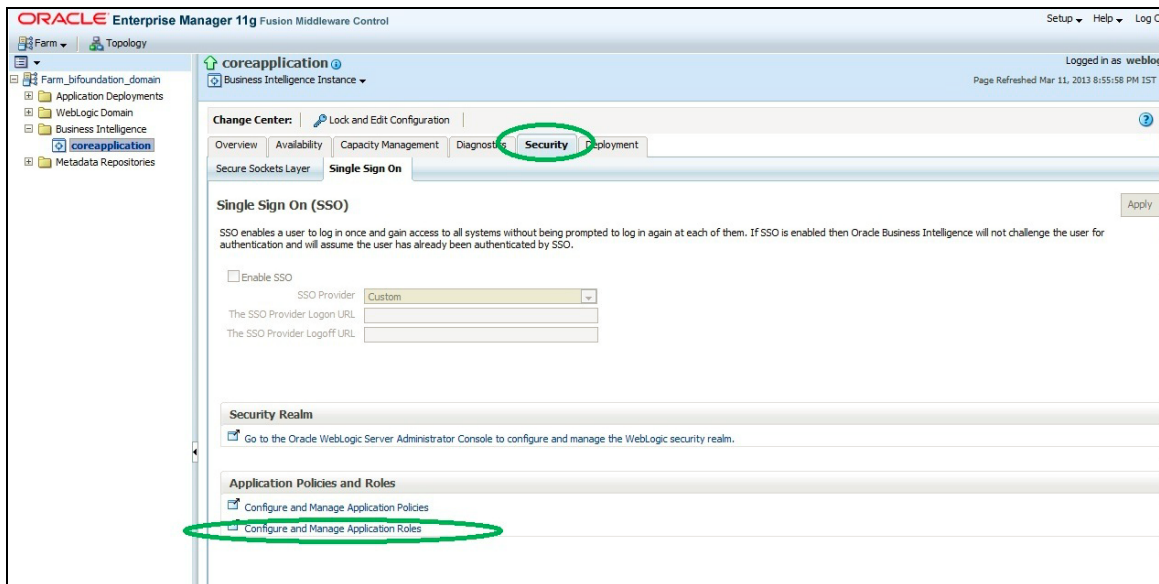 ORACLE Enterprise Manager 11g Fusion Middleware Control
Setup Help Log
Farm Topology
coreapplication
Logged in as weblog
Business Intelligence Instance
Page Refreshed Mar 11, 2013 8:55:58 PM IST
Farm_bifoundation_domain
Application Deployments
WebLogic Domain
Business Intelligence
coreapplication
Metadata Repositories
Change Center: Lock and Edit Configuration
Overview Availability Capacity Management Diagnostics Security Deployment
Secure Sockets Layer Single Sign On
Single Sign On (SSO)
Apply
SSO enables a user to log in once and gain access to all systems without being prompted to log in again at each of them. If SSO is enabled then Oracle Business Intelligence will not challenge the user for
authentication and will assume the user has already been authenticated by SSO.
Enable SSO
SSO Provider Custom
The SSO Provider Logon URL
The SSO Provider Logoff URL
Security Realm
Go to the Oracle WebLogic Server Administrator Console to configure and manage the WebLogic security realm.
Application Policies and Roles
Configure and Manage Application Policies
Configure and Manage Application Roles